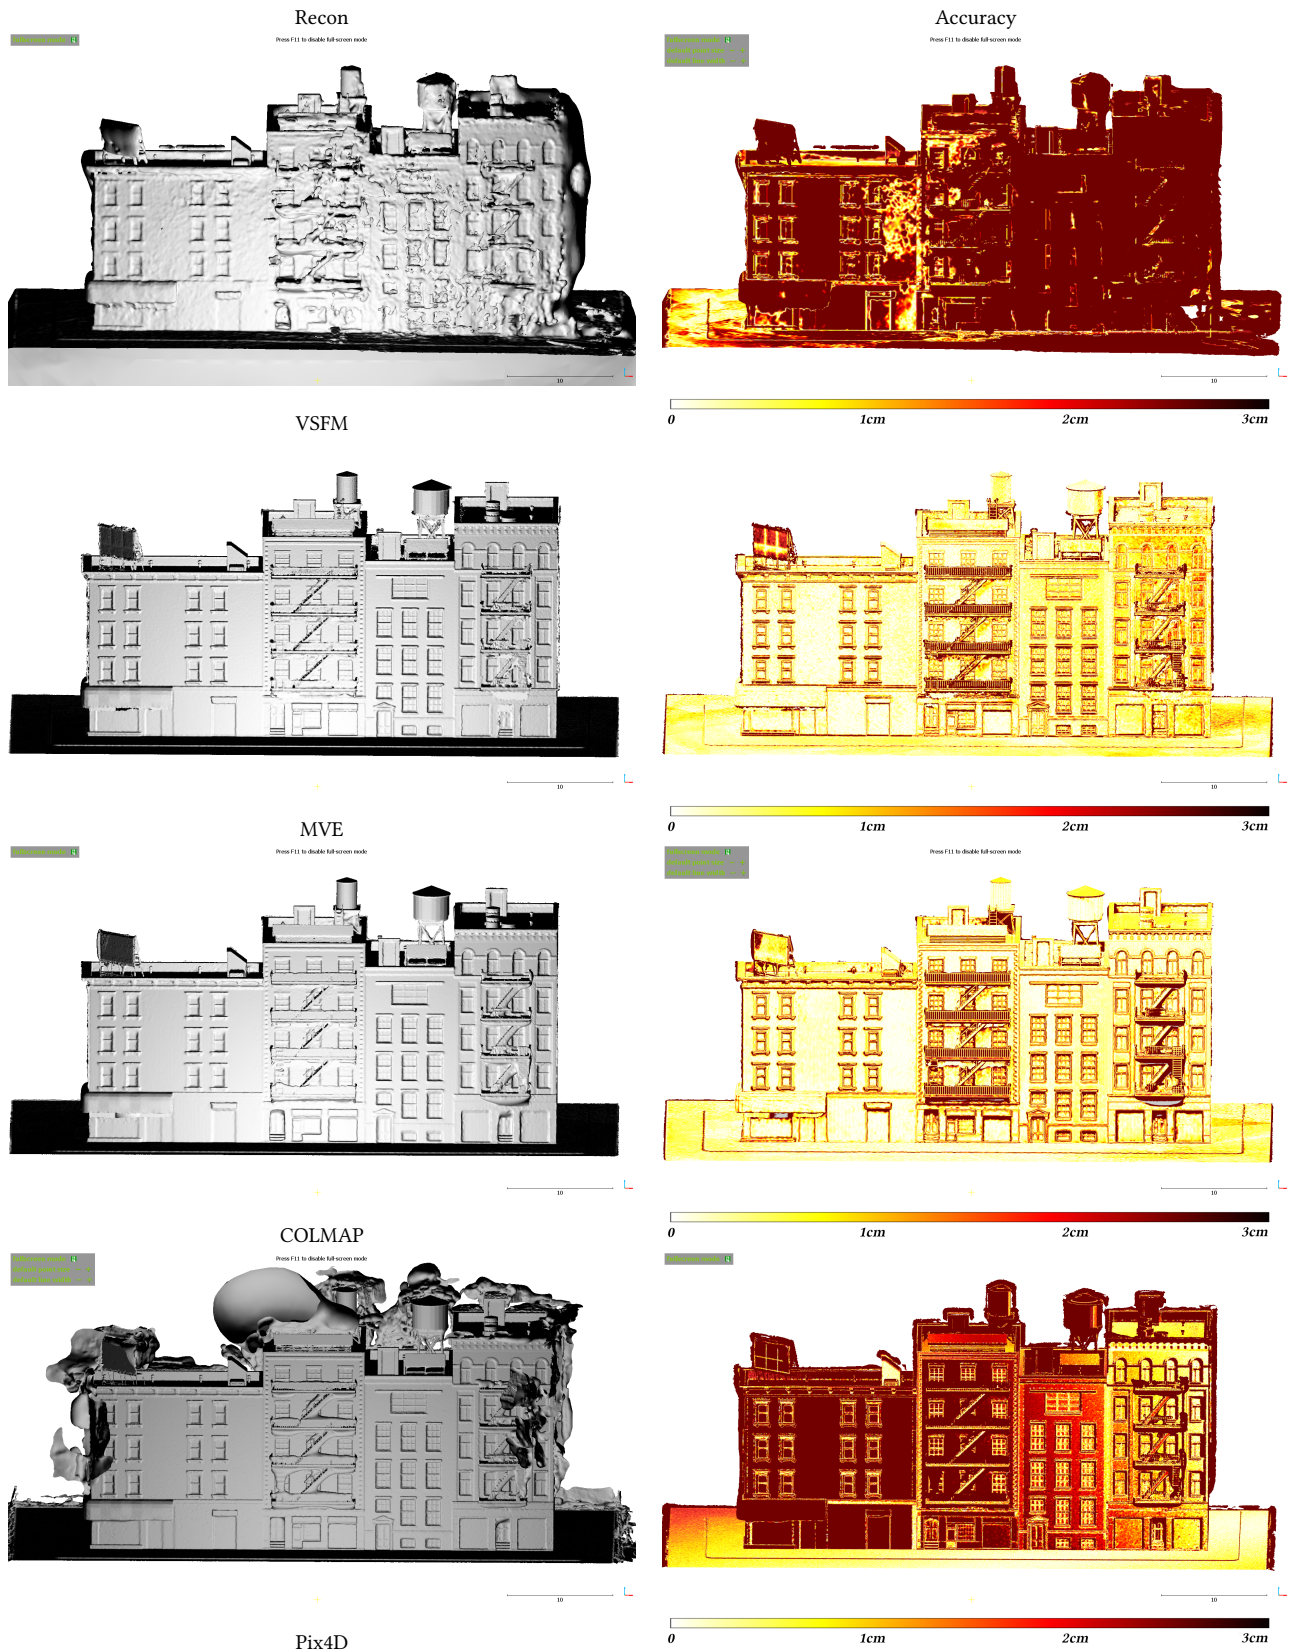 Recon
Accuracy
Press F11 to disable full-screen mode
Press F11 to disable full-screen mode
10
10
0 1cm 2cm 3cm
VSFM
10
10
0 1cm 2cm 3cm
MVE
Press F11 to disable full-screen mode
Press F11 to disable full-screen mode
10
10
0 1cm 2cm 3cm
COLMAP
Press F11 to disable full-screen mode
10
10
0 1cm 2cm 3cm
Pix4D